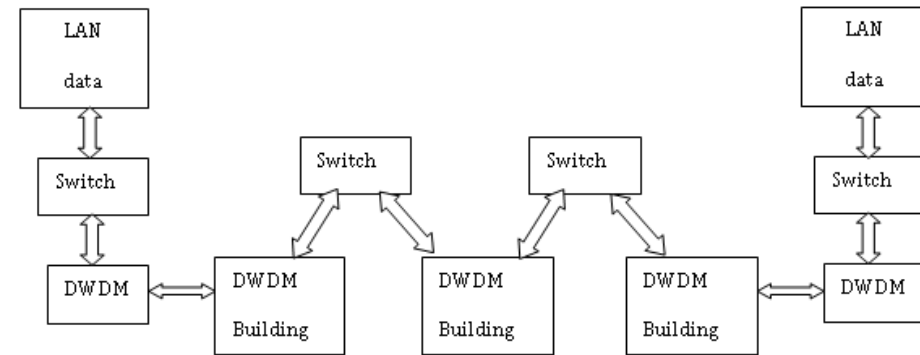 LAN
data
LAN
data
Switch
Switch
Switch
Switch
DWDM
DWDM
Building
DWDM
Building
DWDM
Building
DWDM